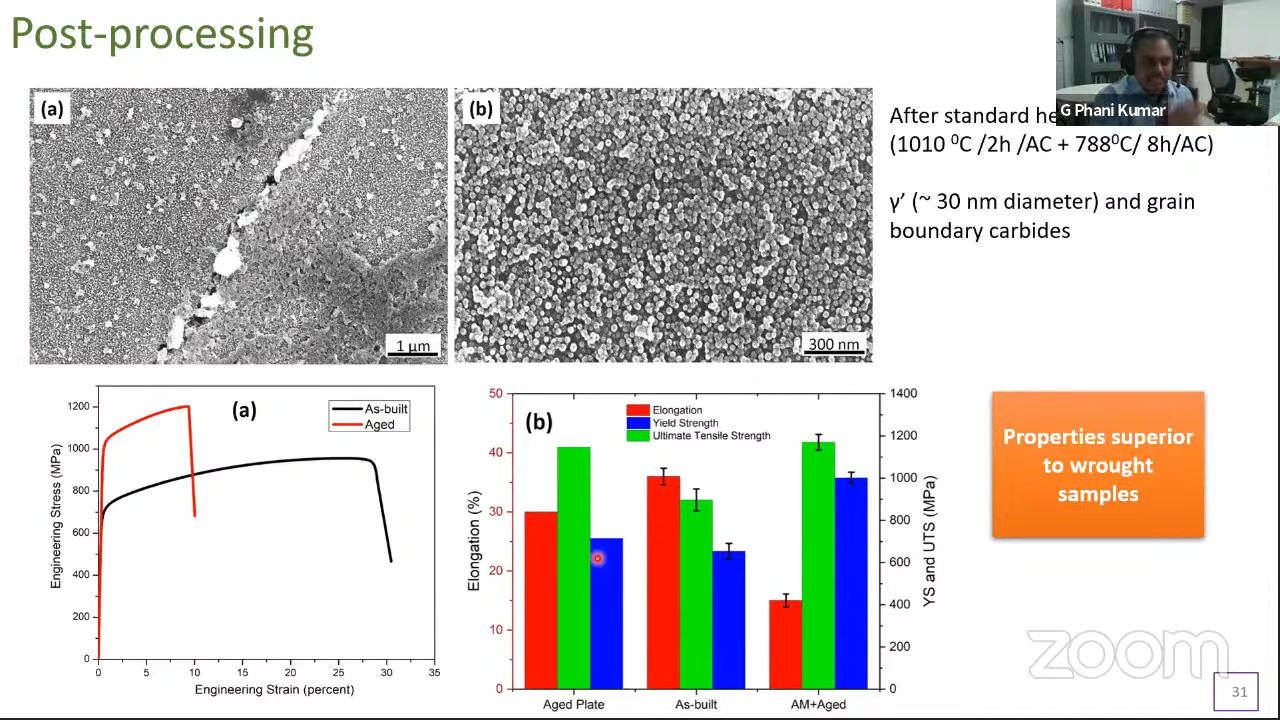 Post-processing
(a)
1 μm
(b)
300 nm
G Phani Kumar
After standard
(1010 ⁰C /2h /AC + 788⁰C/ 8h/AC)
γ’ (~ 30 nm diameter) and grain
boundary carbides
(a)
As-built
Aged
Engineering Stress (MPa)
1200
1000
800
600
400
200
0
0 5 10 15 20 25 30 35
Engineering Strain (percent)
(b)
Elongation
Yield Strength
Ultimate Tensile Strength
Elongation (%)
50
40
30
20
10
0
1400
1200
1000
800
600
400
200
0
YS and UTS (MPa)
Aged Plate As-built AM+Aged
Properties superior
to wrought
samples
zoom
31